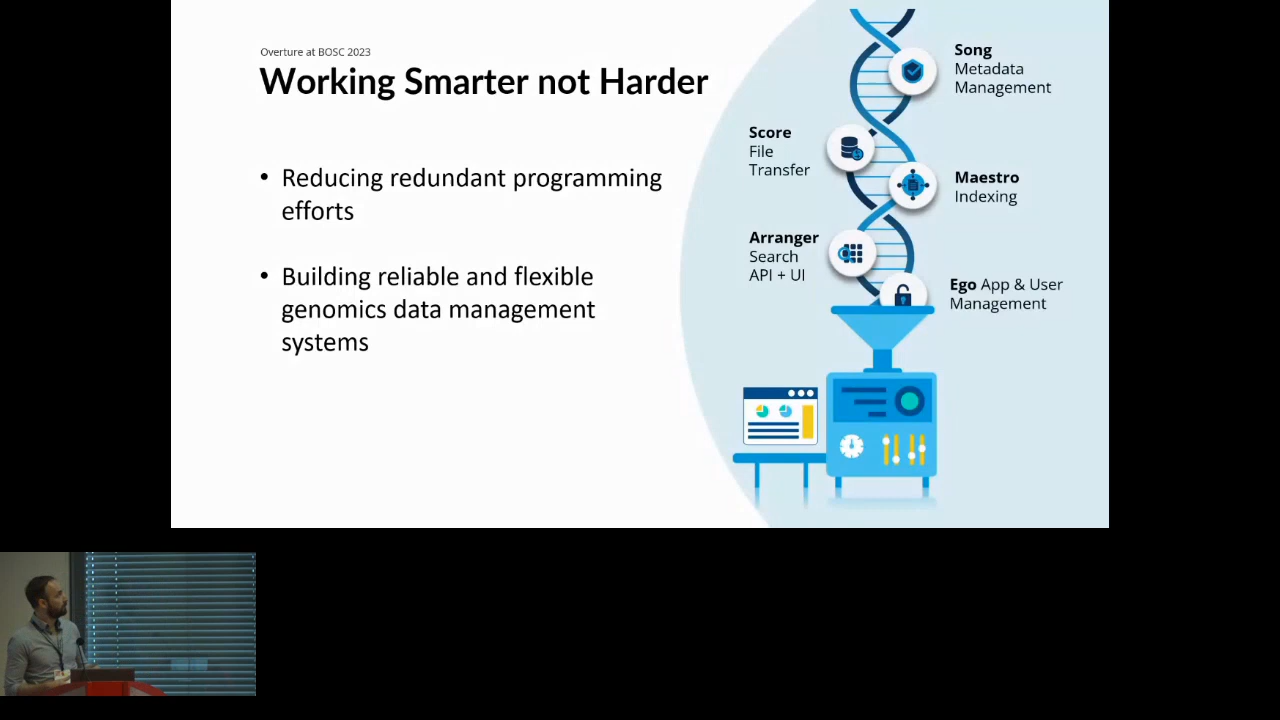 Overture at BOSC 2023
Working Smarter not Harder
• Reducing redundant programming
efforts
• Building reliable and flexible
genomics data management
systems
Song
Metadata
Management
Score
File
Transfer
Maestro
Indexing
Arranger
Search
API + UI
Ego App & User
Management